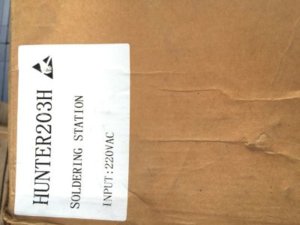 HUNTER203H
SOLDERING STATION
INPUT:220VAC